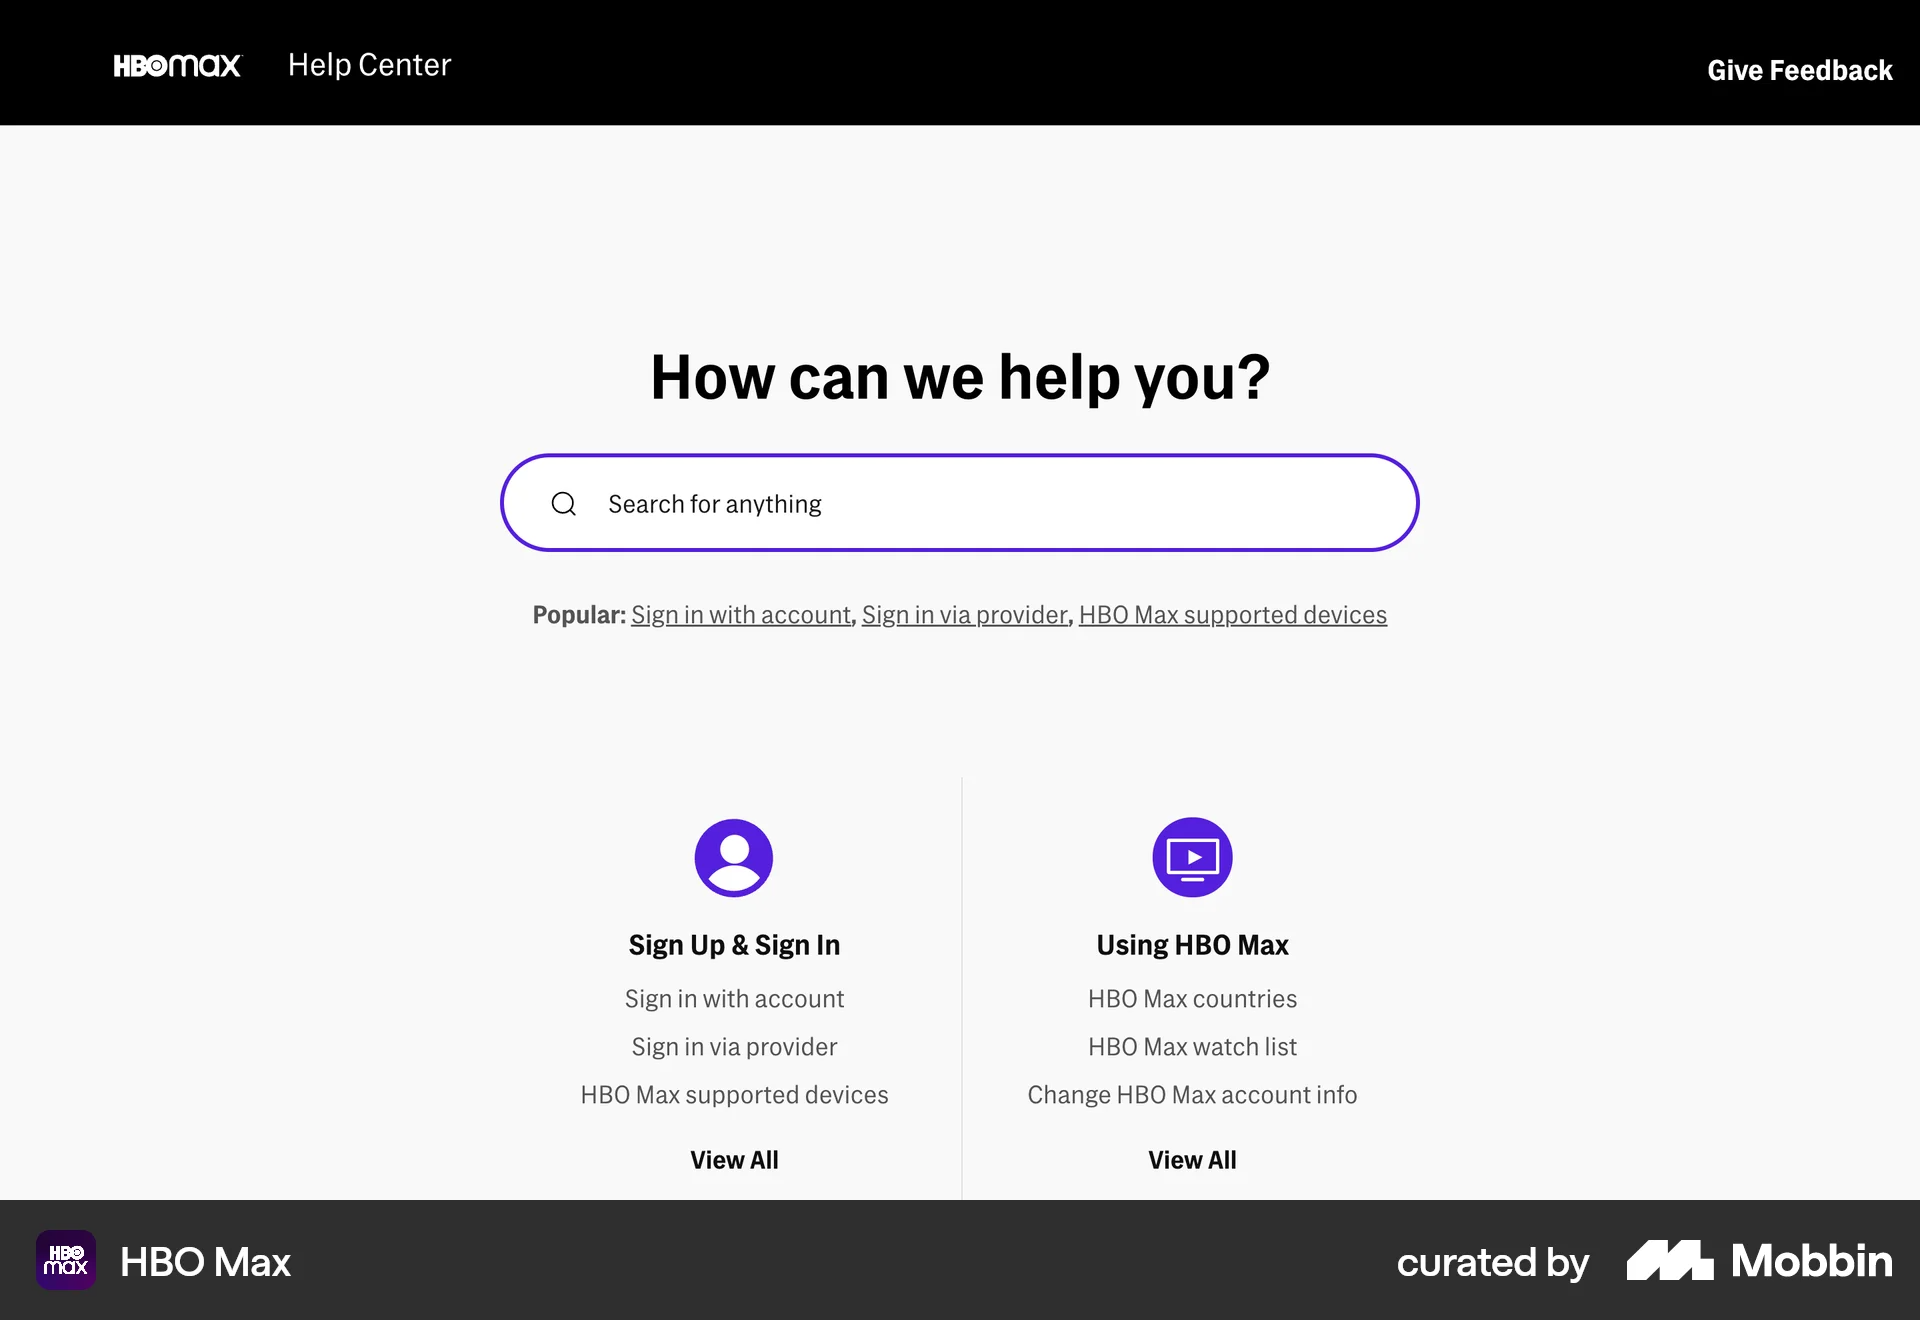 HBOmax Help Center
Give Feedback
How can we help you?
Search for anything
Popular: Sign in with account, Sign in via provider, HBO Max supported devices
Sign Up & Sign In
Sign in with account
Sign in via provider
HBO Max supported devices
View All
Using HBO Max
HBO Max countries
HBO Max watch list
Change HBO Max account info
View All
HBO
max
HBO Max
curated by Mobbin